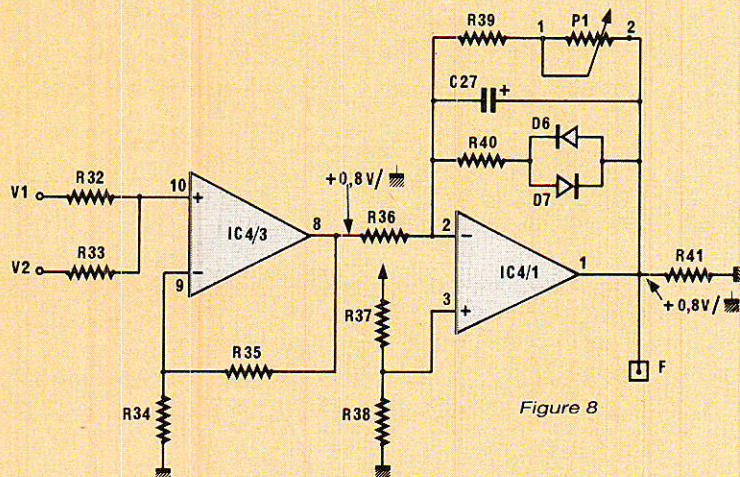 R39
1
P1
2
C27
+
R40
D6
D7
V1
R32
10
+
IC4/3
8
+0,8V/
R36
2
−
IC4/1
1
R41
V2
R33
−
9
3
+
R37
+0,8V/
R35
R34
R38
F
Figure 8